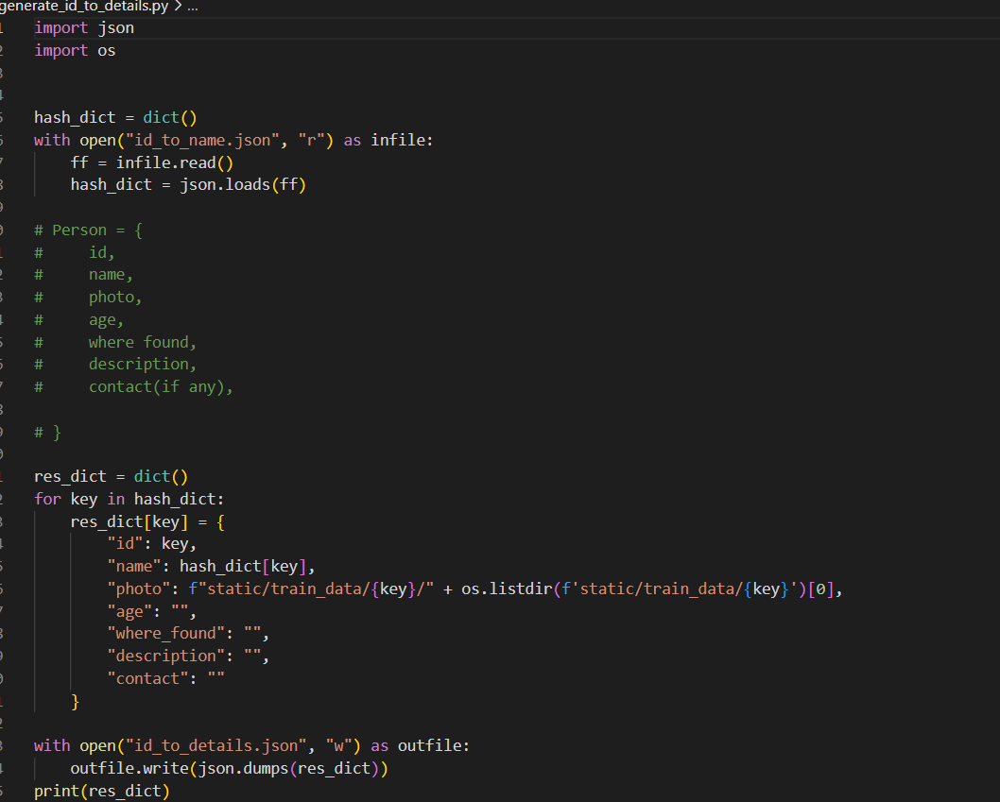 generate_id_to_details.py > ...
import json
import os
hash_dict = dict()
with open("id_to_name.json", "r") as infile:
    ff = infile.read()
    hash_dict = json.loads(ff)
# Person = {
#     id,
#     name,
#     photo,
#     age,
#     where found,
#     description,
#     contact(if any),
# }
res_dict = dict()
for key in hash_dict:
    res_dict[key] = {
        "id": key,
        "name": hash_dict[key],
        "photo": f"static/train_data/{key}/" + os.listdir(f'static/train_data/{key}')[0],
        "age": "",
        "where_found": "",
        "description": "",
        "contact": ""
    }
with open("id_to_details.json", "w") as outfile:
    outfile.write(json.dumps(res_dict))
print(res_dict)